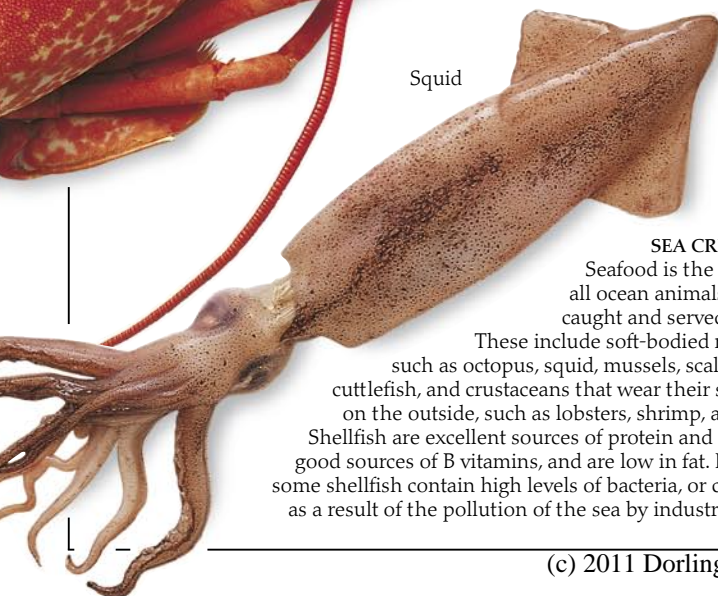 Squid
SEA CR
Seafood is the
all ocean animals
caught and served
These include soft-bodied
such as octopus, squid, mussels, scal
cuttlefish, and crustaceans that wear their s
on the outside, such as lobsters, shrimp, a
Shellfish are excellent sources of protein and
good sources of B vitamins, and are low in fat.
some shellfish contain high levels of bacteria, or
as a result of the pollution of the sea by industr
(c) 2011 Dorling